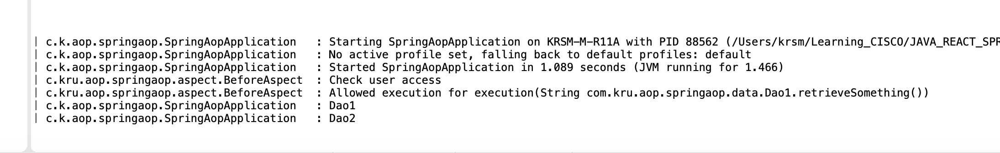 | c.k.aop.springaop.SpringAopApplication : Starting SpringAopApplication on KRSM-M-R11A with PID 88562 (/Users/krsm/Learning_CISCO/JAVA_REACT_SPR
| c.k.aop.springaop.SpringAopApplication : No active profile set, falling back to default profiles: default
| c.k.aop.springaop.SpringAopApplication : Started SpringAopApplication in 1.089 seconds (JVM running for 1.466)
| c.kru.aop.springaop.aspect.BeforeAspect : Check user access
| c.kru.aop.springaop.aspect.BeforeAspect : Allowed execution for execution(String com.kru.aop.springaop.data.Dao1.retrieveSomething())
| c.k.aop.springaop.SpringAopApplication : Dao1
| c.k.aop.springaop.SpringAopApplication : Dao2